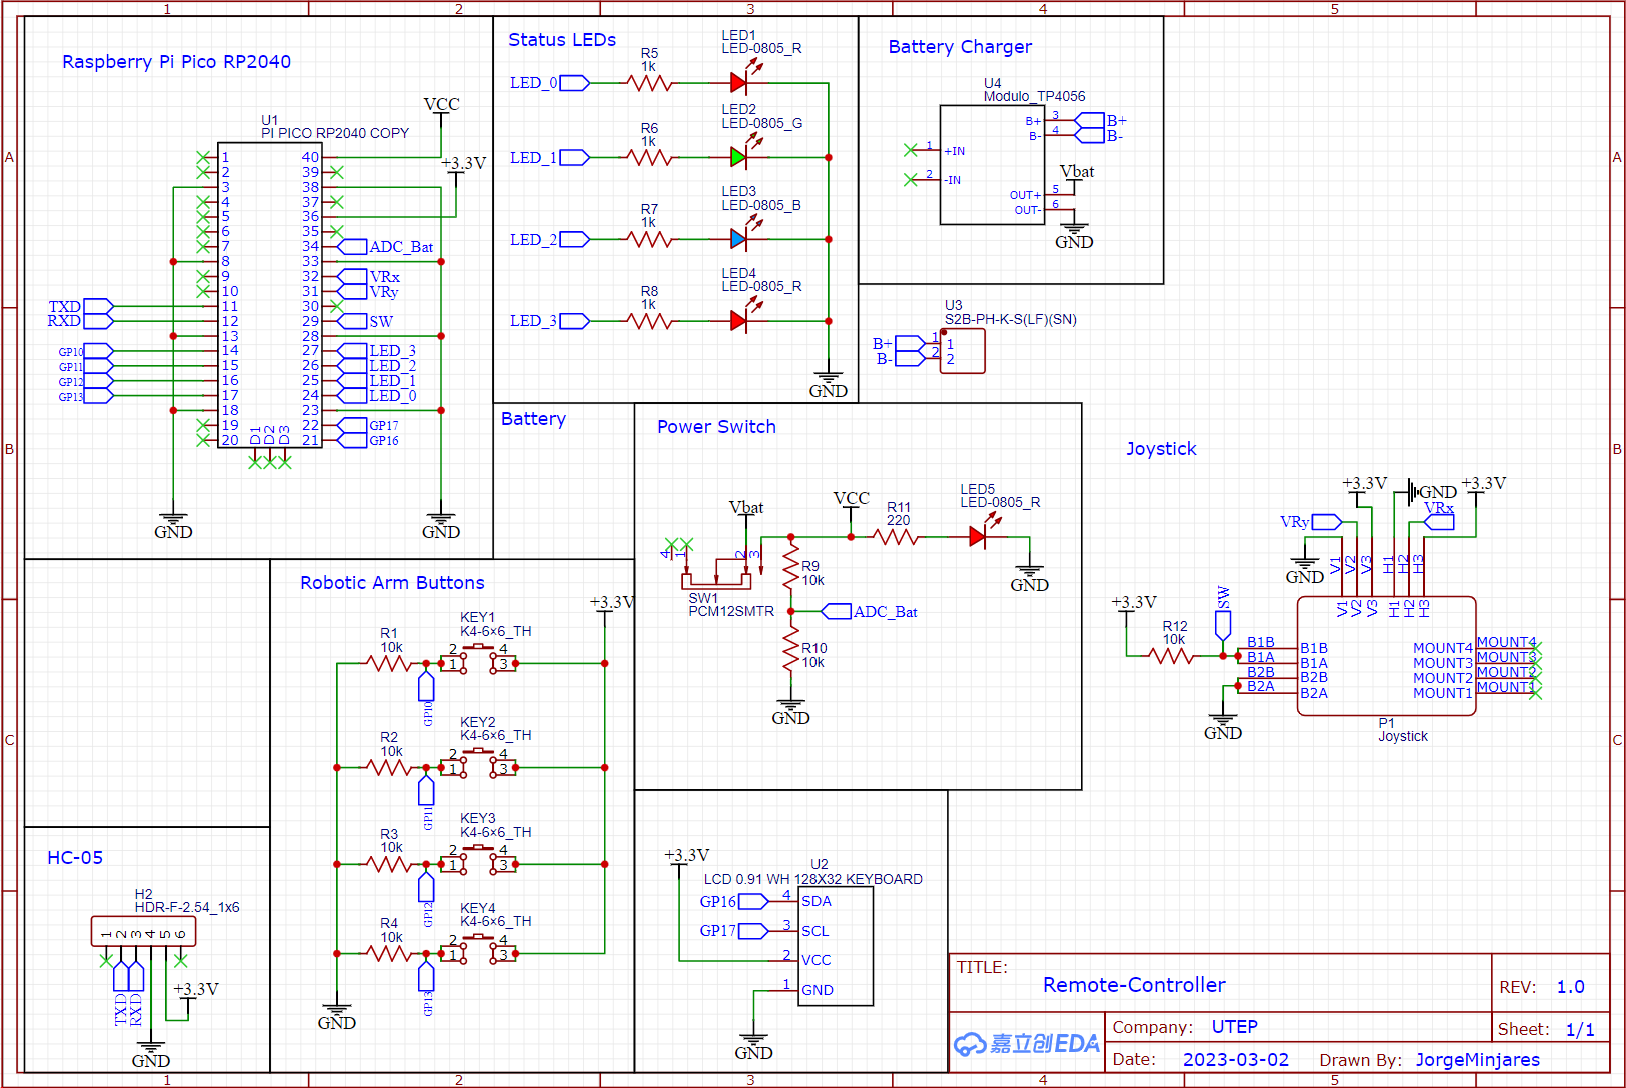 1 2 3 4 5
A
B
C
A
B
C
1 2 3 4 5
Raspberry Pi Pico RP2040
U1
PI PICO RP2040 COPY
VCC
+3.3V
1 40
2 39
3 38
4 37
5 36
6 35
7 34 ADC_Bat
8 33
9 32 VRx
10 31 VRy
TXD 11 30
RXD 12 29 SW
13 28
GP10 14 27 LED_3
GP11 15 26 LED_2
GP12 16 25 LED_1
GP13 17 24 LED_0
18 23
19 22 GP17
20 21 GP16
D1 D2 D3
GND
GND
Status LEDs
LED_0
R5
1k
LED1
LED-0805_R
LED_1
R6
1k
LED2
LED-0805_G
LED_2
R7
1k
LED3
LED-0805_B
LED_3
R8
1k
LED4
LED-0805_R
GND
Battery Charger
U4
Modulo_TP4056
1 +IN
2 -IN
B+ 3 B+
B- 4 B-
Vbat
OUT+ 5
OUT- 6
GND
U3
S2B-PH-K-S(LF)(SN)
B+ 1 1
B- 2 2
Battery
Power Switch
Vbat
4 1 2 3
SW1
PCM12SMTR
VCC
R11
220
LED5
LED-0805_R
GND
R9
10k
ADC_Bat
R10
10k
GND
Joystick
+3.3V
GND
+3.3V
VRy
VRx
GND
V1 V2 V3 H1 H2 H3
V1 V2 V3 H1 H2 H3
+3.3V
R12
10k
SW
B1B B1B
B1A B1A
B2B B2B
B2A B2A
MOUNT4 MOUNT4
MOUNT3 MOUNT3
MOUNT2 MOUNT2
MOUNT1 MOUNT1
GND
P1
Joystick
Robotic Arm Buttons
+3.3V
R1
10k
KEY1
K4-6×6_TH
2 4
1 3
GP10
R2
10k
KEY2
K4-6×6_TH
2 4
1 3
GP11
R3
10k
KEY3
K4-6×6_TH
2 4
1 3
GP12
R4
10k
KEY4
K4-6×6_TH
2 4
1 3
GP13
GND
HC-05
H2
HDR-F-2.54_1x6
1 2 3 4 5 6
TXD
RXD
+3.3V
GND
+3.3V
U2
LCD 0.91 WH 128X32 KEYBOARD
GP16 4 SDA
GP17 3 SCL
2 VCC
1 GND
GND
TITLE:
Remote-Controller
REV: 1.0
嘉立创EDA
Company: UTEP
Sheet: 1/1
Date: 2023-03-02 Drawn By: JorgeMinjares